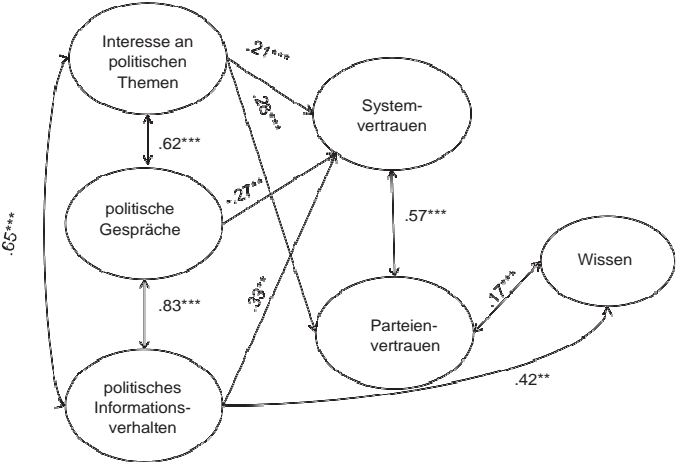 Interesse an
politischen
Themen
.21***
.28***
System-
vertrauen
.62***
politische
Gespräche
-.27**
.57***
.65***
Wissen
.17***
.83***
.33**
Parteien-
vertrauen
.42**
politisches
Informations-
verhalten